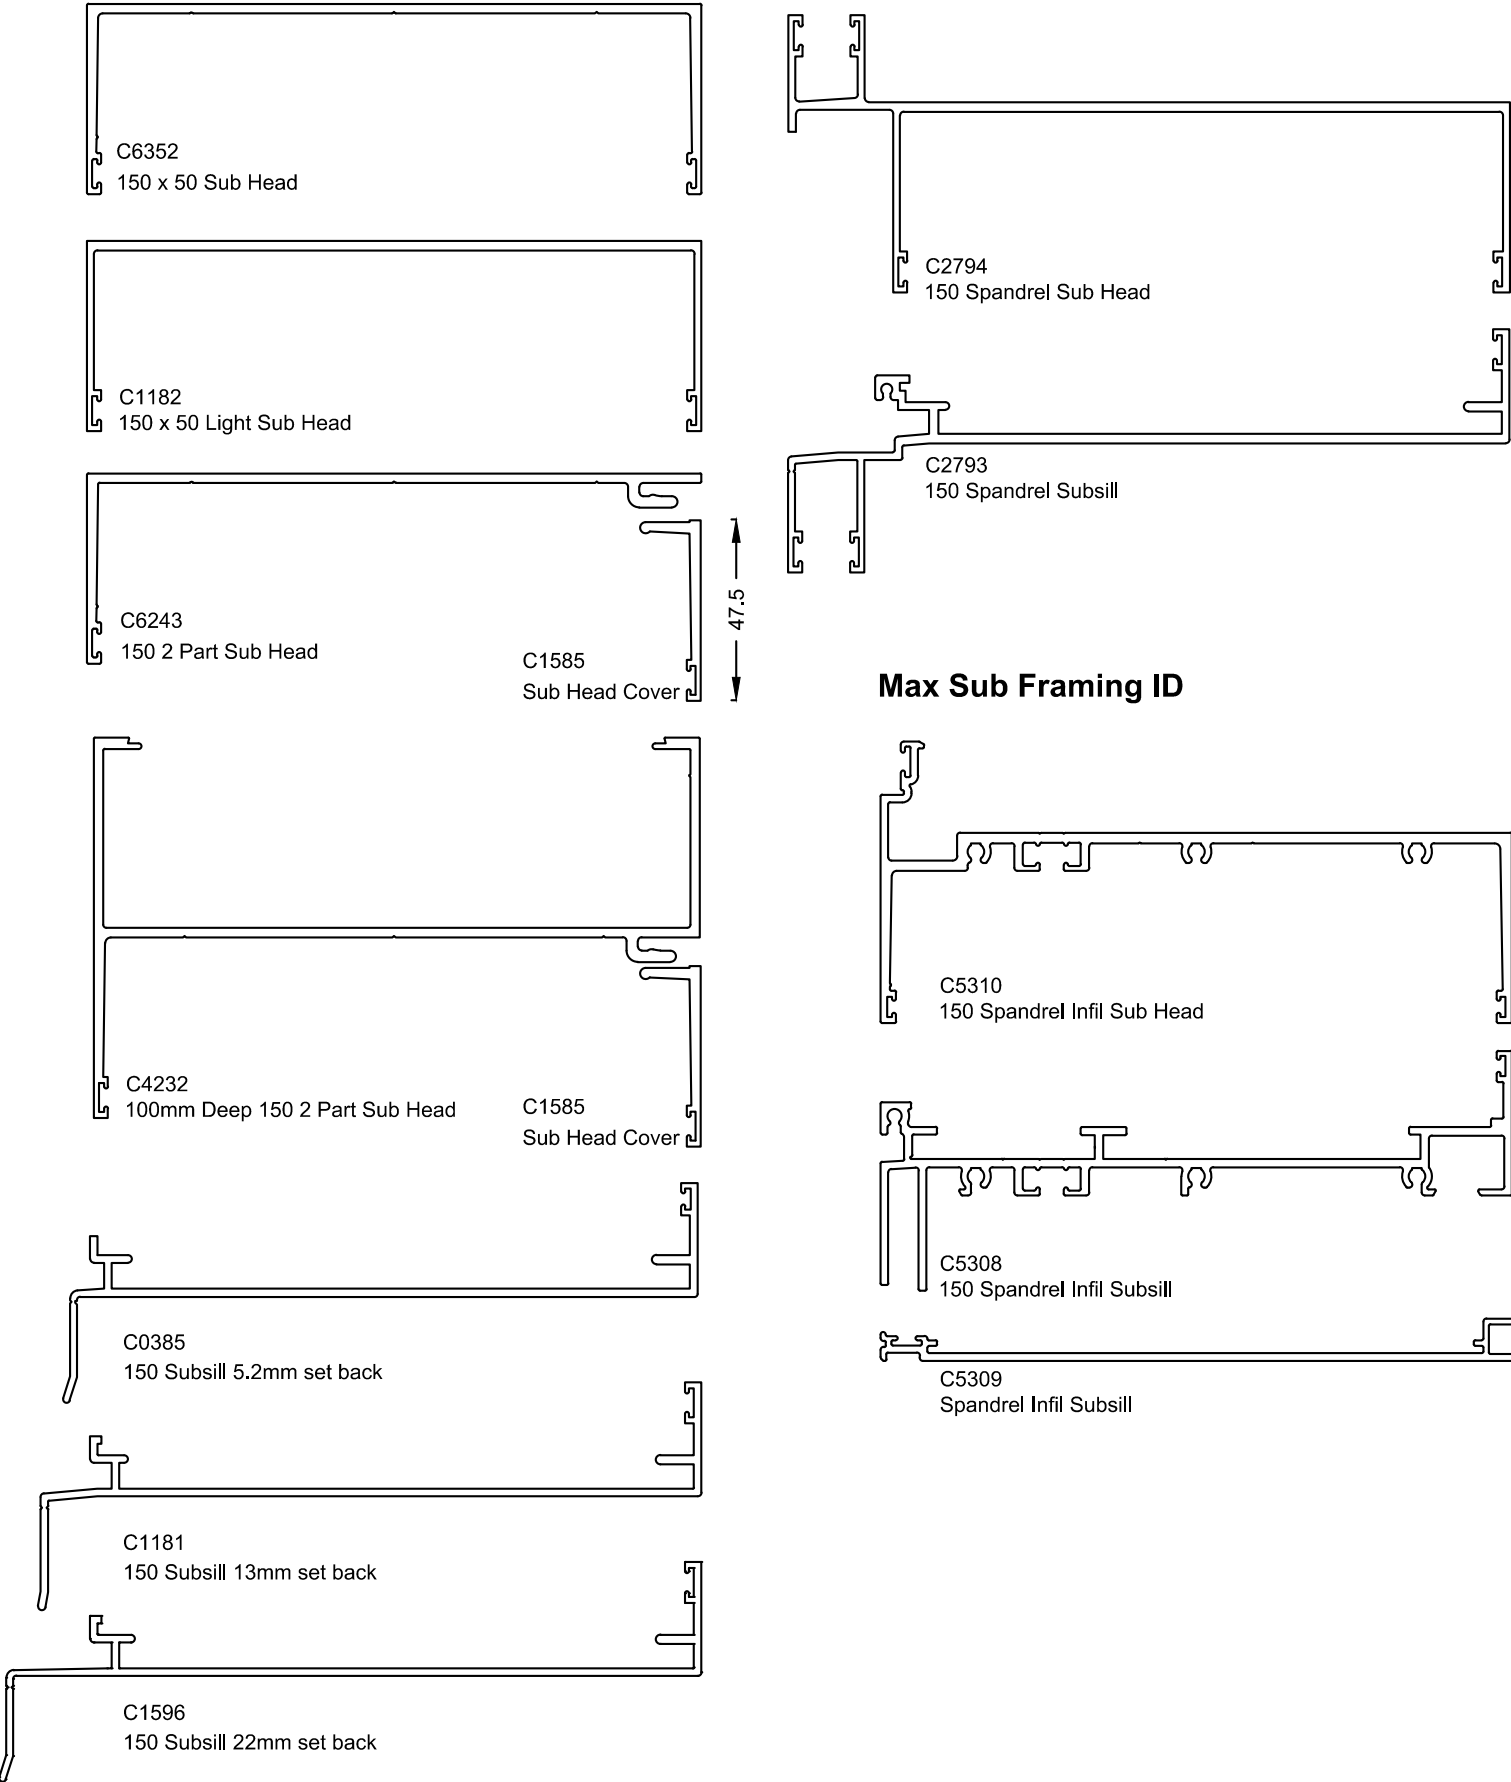 C6352
150 x 50 Sub Head
C1182
150 x 50 Light Sub Head
C6243
150 2 Part Sub Head
C1585
Sub Head Cover
47.5
C4232
100mm Deep 150 2 Part Sub Head
C1585
Sub Head Cover
C0385
150 Subsill 5.2mm set back
C1181
150 Subsill 13mm set back
C1596
150 Subsill 22mm set back
C2794
150 Spandrel Sub Head
C2793
150 Spandrel Subsill
Max Sub Framing ID
C5310
150 Spandrel Infil Sub Head
C5308
150 Spandrel Infil Subsill
C5309
Spandrel Infil Subsill